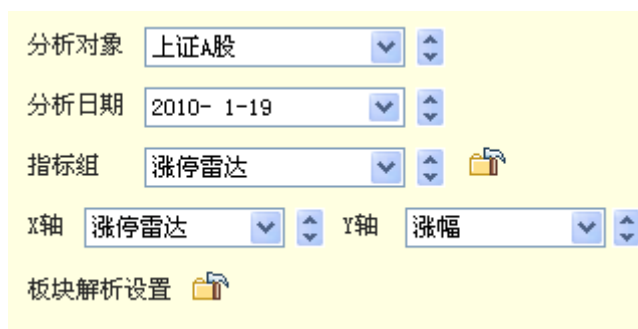 分析对象 上证A股
分析日期 2010- 1-19
指标组 涨停雷达
X轴 涨停雷达 Y轴 涨幅
板块解析设置